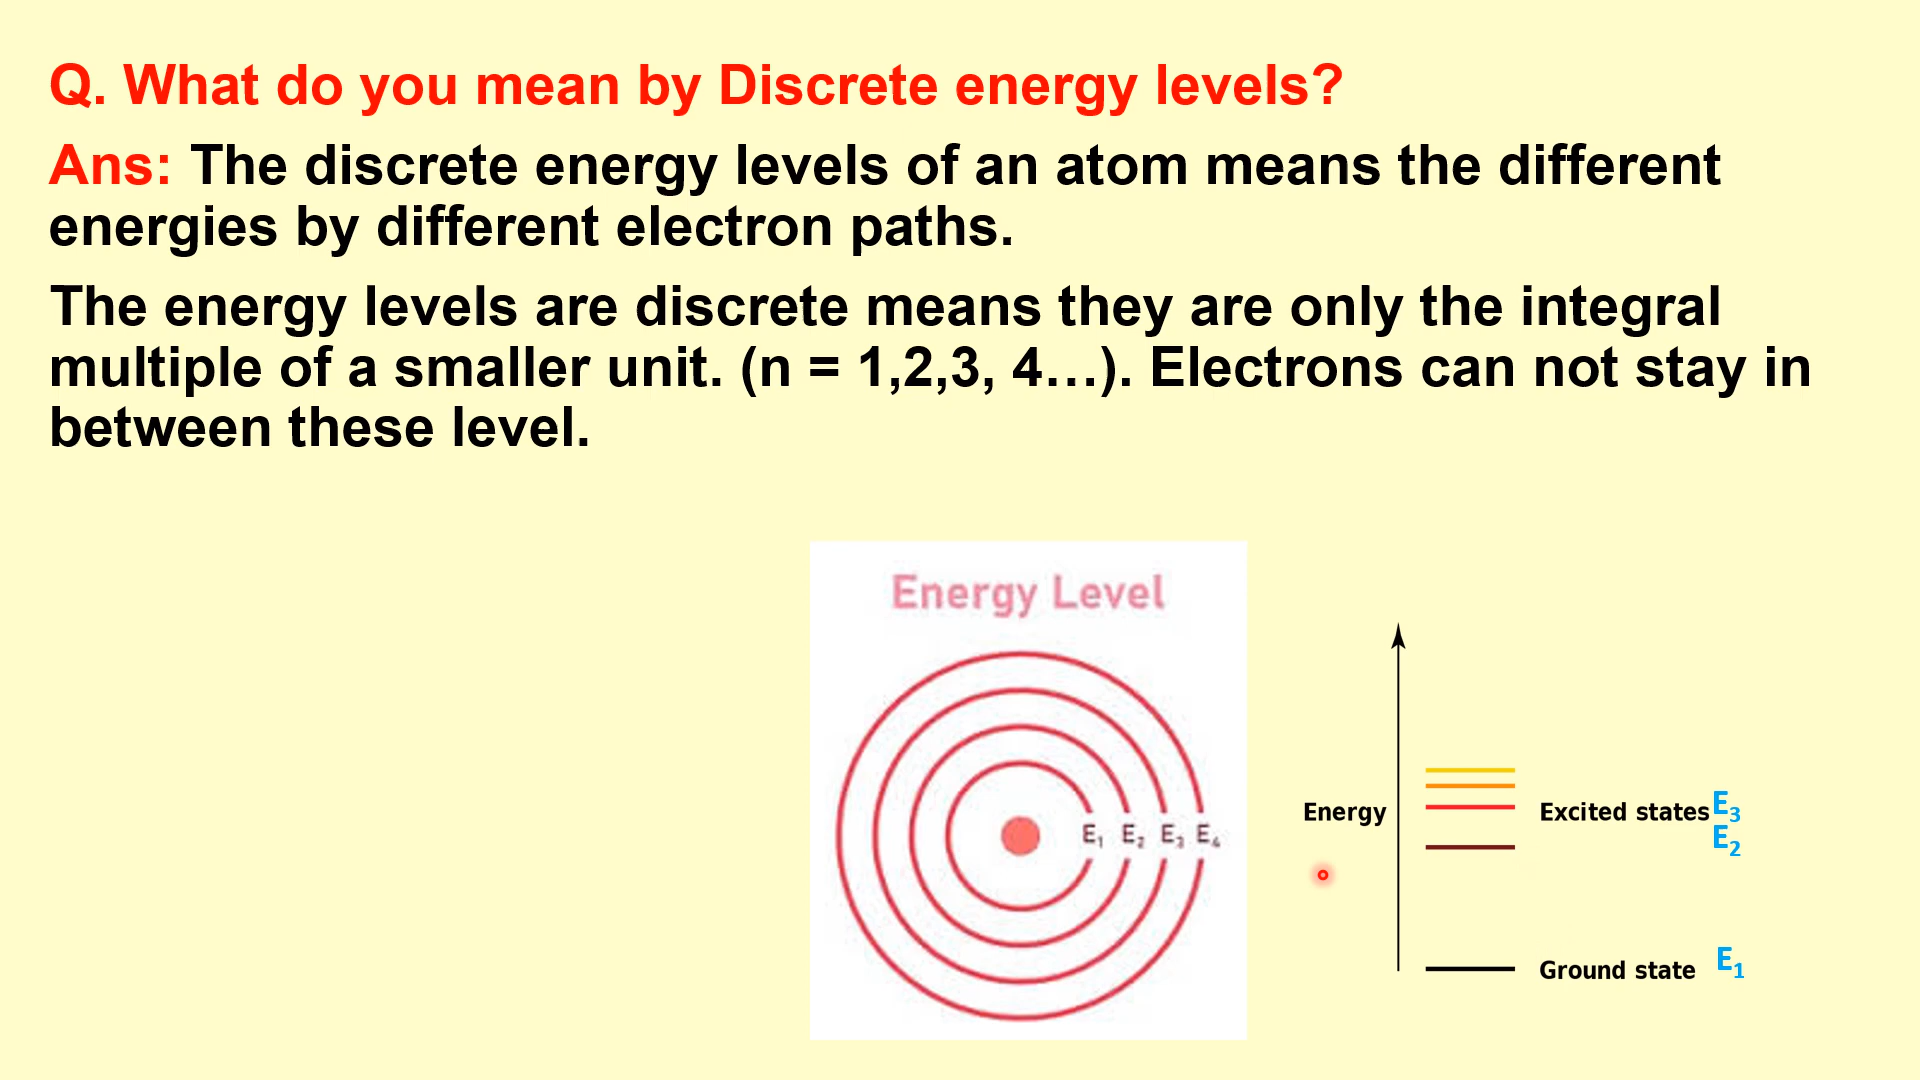 Q. What do you mean by Discrete energy levels?
Ans: The discrete energy levels of an atom means the different
energies by different electron paths.
The energy levels are discrete means they are only the integral
multiple of a smaller unit. (n = 1,2,3, 4…). Electrons can not stay in
between these level.
Energy Level
E₁ E₂ E₃ E₄
Energy
Excited states E₃
E₂
Ground state E₁